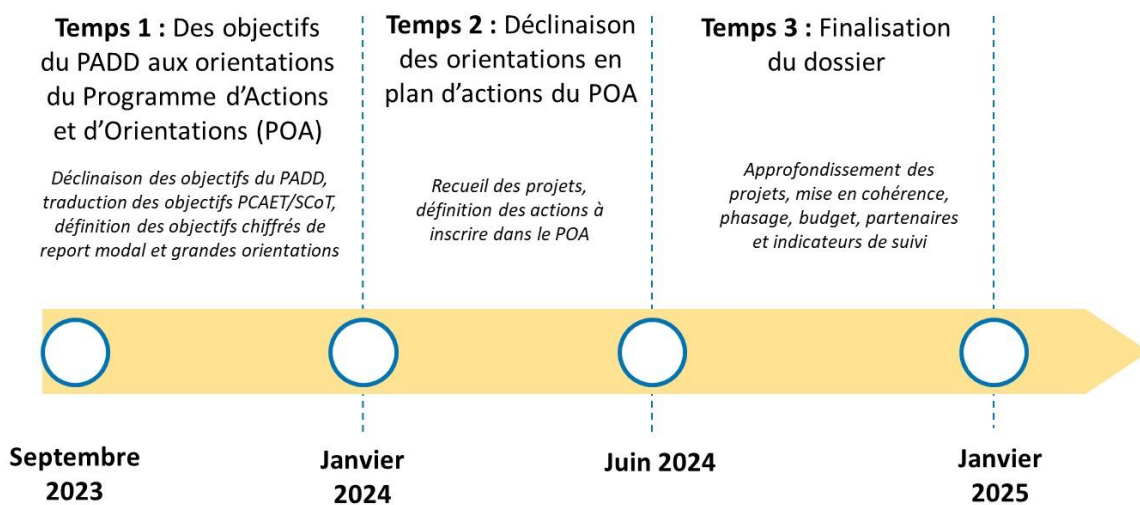 Temps 1 : Des objectifs
du PADD aux orientations
du Programme d’Actions
et d’Orientations (POA)
Déclinaison des objectifs du PADD,
traduction des objectifs PCAET/SCoT,
définition des objectifs chiffrés de
report modal et grandes orientations
Temps 2 : Déclinaison
des orientations en
plan d’actions du POA
Recueil des projets,
définition des actions à
inscrire dans le POA
Temps 3 : Finalisation
du dossier
Approfondissement des
projets, mise en cohérence,
phasage, budget, partenaires
et indicateurs de suivi
Septembre
2023
Janvier
2024
Juin 2024
Janvier
2025